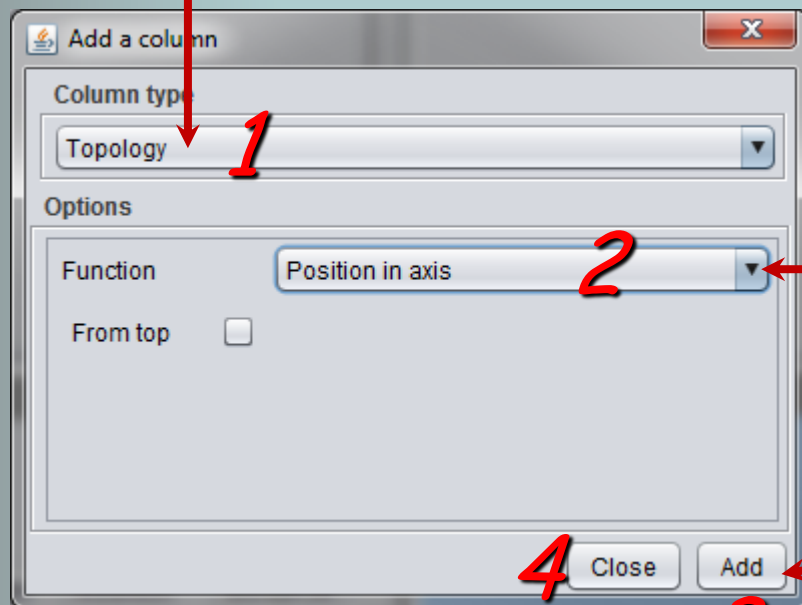 Add a column
Column type
Topology 1
Options
Function Position in axis 2
From top
4 Close Add